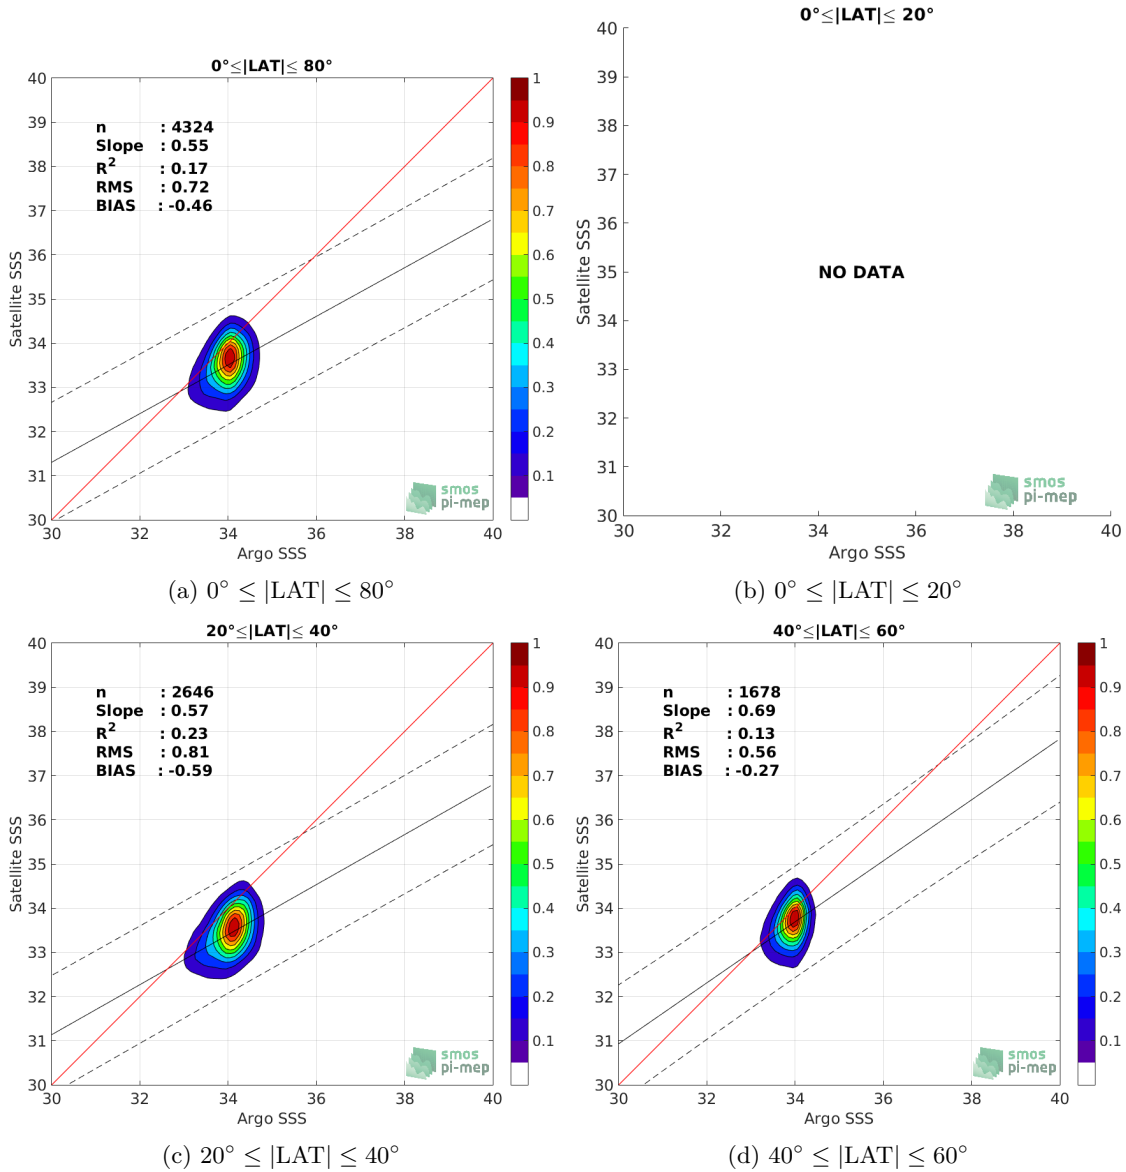 0°≤|LAT|≤ 80°
n : 4324
Slope : 0.55
R² : 0.17
RMS : 0.72
BIAS : -0.46
40
39
38
37
36
35
34
33
32
31
30
30 32 34 36 38 40
Satellite SSS
Argo SSS
1
0.9
0.8
0.7
0.6
0.5
0.4
0.3
0.2
0.1
smos
pi-mep
(a) 0° ≤ |LAT| ≤ 80°
0°≤|LAT|≤ 20°
40
39
38
37
36
35
34
33
32
31
30
30 32 34 36 38 40
Satellite SSS
Argo SSS
NO DATA
smos
pi-mep
(b) 0° ≤ |LAT| ≤ 20°
20°≤|LAT|≤ 40°
n : 2646
Slope : 0.57
R² : 0.23
RMS : 0.81
BIAS : -0.59
40
39
38
37
36
35
34
33
32
31
30
30 32 34 36 38 40
Satellite SSS
Argo SSS
1
0.9
0.8
0.7
0.6
0.5
0.4
0.3
0.2
0.1
smos
pi-mep
(c) 20° ≤ |LAT| ≤ 40°
40°≤|LAT|≤ 60°
n : 1678
Slope : 0.69
R² : 0.13
RMS : 0.56
BIAS : -0.27
40
39
38
37
36
35
34
33
32
31
30
30 32 34 36 38 40
Satellite SSS
Argo SSS
1
0.9
0.8
0.7
0.6
0.5
0.4
0.3
0.2
0.1
smos
pi-mep
(d) 40° ≤ |LAT| ≤ 60°